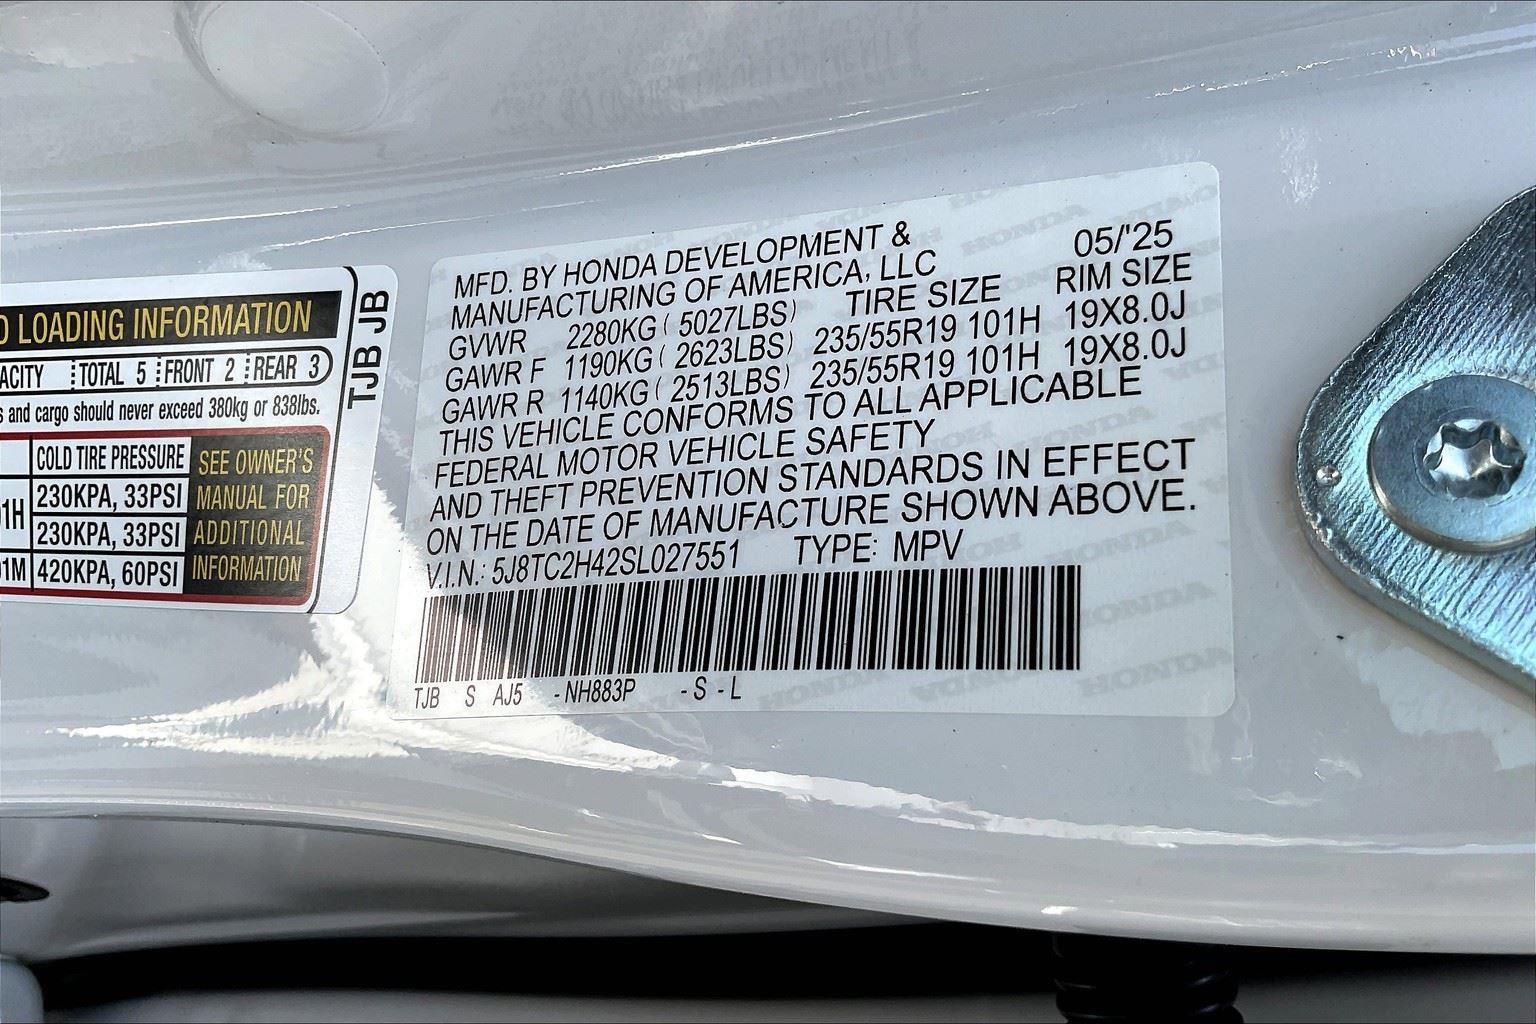 D LOADING INFORMATION
ACITY TOTAL 5 FRONT 2 REAR 3
s and cargo should never exceed 380kg or 838lbs.
COLD TIRE PRESSURE
01H 230KPA, 33PSI
230KPA, 33PSI
01M 420KPA, 60PSI
SEE OWNER'S
MANUAL FOR
ADDITIONAL
INFORMATION
TJB JB
MFD. BY HONDA DEVELOPMENT & 05/'25
MANUFACTURING OF AMERICA, LLC
TIRE SIZE RIM SIZE
GVWR 2280KG ( 5027LBS)
GAWR F 1190KG ( 2623LBS) 235/55R19 101H 19X8.0J
GAWR R 1140KG ( 2513LBS) 235/55R19 101H 19X8.0J
THIS VEHICLE CONFORMS TO ALL APPLICABLE
FEDERAL MOTOR VEHICLE SAFETY
AND THEFT PREVENTION STANDARDS IN EFFECT
ON THE DATE OF MANUFACTURE SHOWN ABOVE.
V.I.N.: 5J8TC2H42SL027551 TYPE: MPV
TJB S AJ5 - NH883P - S - L